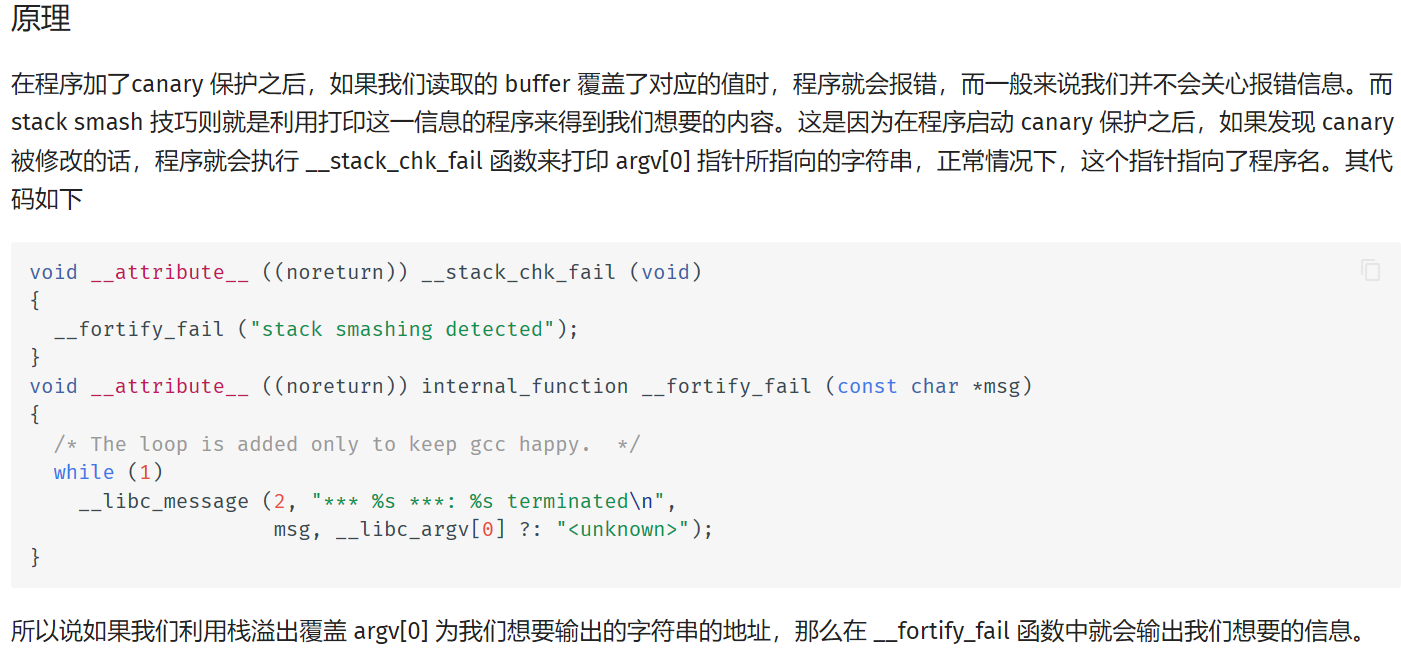 原理
在程序加了canary 保护之后，如果我们读取的 buffer 覆盖了对应的值时，程序就会报错，而一般来说我们并不会关心报错信息。而
stack smash 技巧则就是利用打印这一信息的程序来得到我们想要的内容。这是因为在程序启动 canary 保护之后，如果发现 canary
被修改的话，程序就会执行 __stack_chk_fail 函数来打印 argv[0] 指针所指向的字符串，正常情况下，这个指针指向了程序名。其代
码如下
void __attribute__ ((noreturn)) __stack_chk_fail (void)
{
  __fortify_fail ("stack smashing detected");
}
void __attribute__ ((noreturn)) internal_function __fortify_fail (const char *msg)
{
  /* The loop is added only to keep gcc happy.  */
  while (1)
    __libc_message (2, "*** %s ***: %s terminated\n",
                    msg, __libc_argv[0] ?: "<unknown>");
}
所以说如果我们利用栈溢出覆盖 argv[0] 为我们想要输出的字符串的地址，那么在 __fortify_fail 函数中就会输出我们想要的信息。